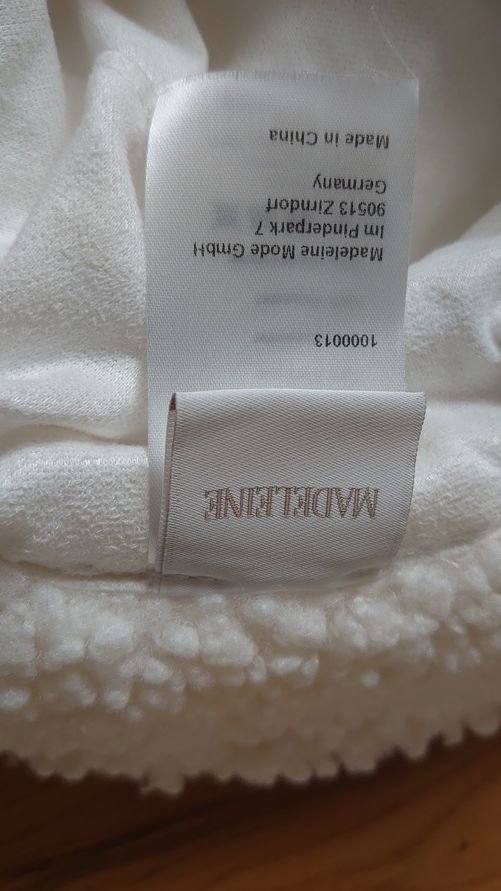 MADELEINE
1000013
Madeleine Mode GmbH
Im Pinderpark 7
90513 Zirndorf
Germany
Made in China